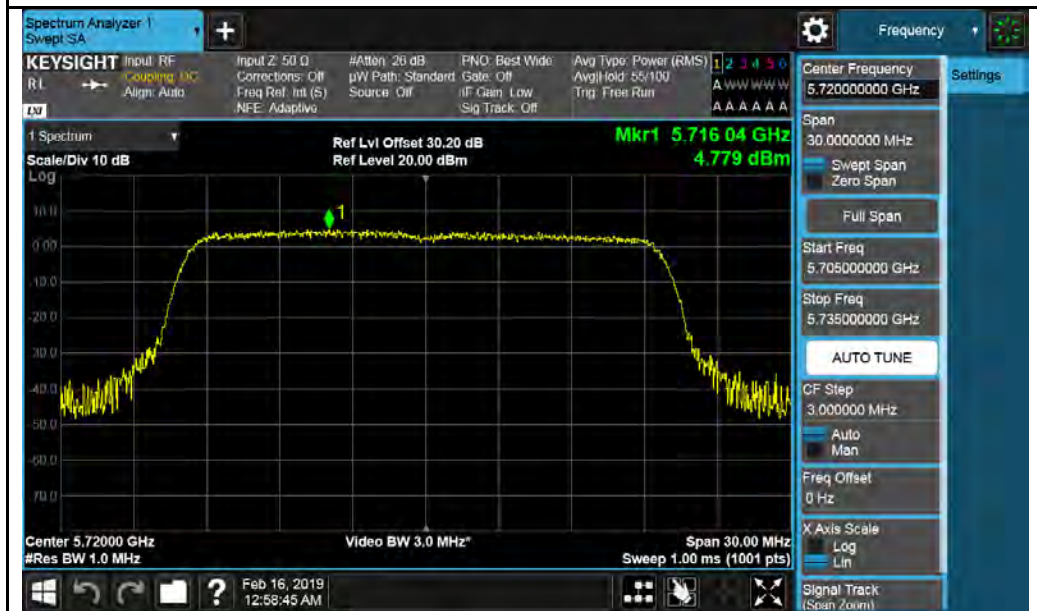 Spectrum Analyzer 1
Swept SA
+
Frequency
KEYSIGHT
RL
Input: RF
Coupling: DC
Align: Auto
Input Z: 50 Ω
Corrections: Off
Freq Ref: Int (S)
NFE: Adaptive
#Atten: 26 dB
µW Path: Standard
Source: Off
PNO: Best Wide
Gate: Off
IF Gain: Low
Sig Track: Off
Avg Type: Power (RMS)
Avg|Hold: 55/100
Trig: Free Run
1 2 3 4 5 6
A W W W W W
A A A A A A
1 Spectrum
Scale/Div 10 dB
Log
Ref Lvl Offset 30.20 dB
Ref Level 20.00 dBm
Mkr1 5.716 04 GHz
4.779 dBm
1
10.0
0.00
-10.0
-20.0
-30.0
-40.0
-50.0
-60.0
-70.0
Center 5.72000 GHz
#Res BW 1.0 MHz
Video BW 3.0 MHz*
Span 30.00 MHz
Sweep 1.00 ms (1001 pts)
Center Frequency
5.720000000 GHz
Settings
Span
30.0000000 MHz
Swept Span
Zero Span
Full Span
Start Freq
5.705000000 GHz
Stop Freq
5.735000000 GHz
AUTO TUNE
CF Step
3.000000 MHz
Auto
Man
Freq Offset
0 Hz
X Axis Scale
Log
Lin
Signal Track
(Span Zoom)
?
Feb 16, 2019
12:58:45 AM